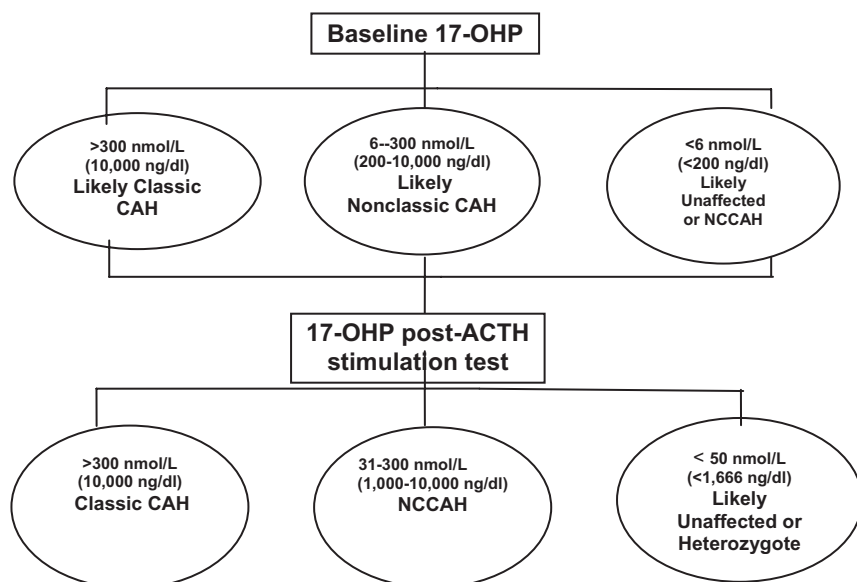 Baseline 17-OHP
>300 nmol/L
(10,000 ng/dl)
Likely Classic
CAH
6--300 nmol/L
(200-10,000 ng/dl)
Likely
Nonclassic CAH
<6 nmol/L
(<200 ng/dl)
Likely
Unaffected
or NCCAH
17-OHP post-ACTH
stimulation test
>300 nmol/L
(10,000 ng/dl)
Classic CAH
31-300 nmol/L
(1,000-10,000 ng/dl)
NCCAH
< 50 nmol/L
(<1,666 ng/dl)
Likely
Unaffected or
Heterozygote